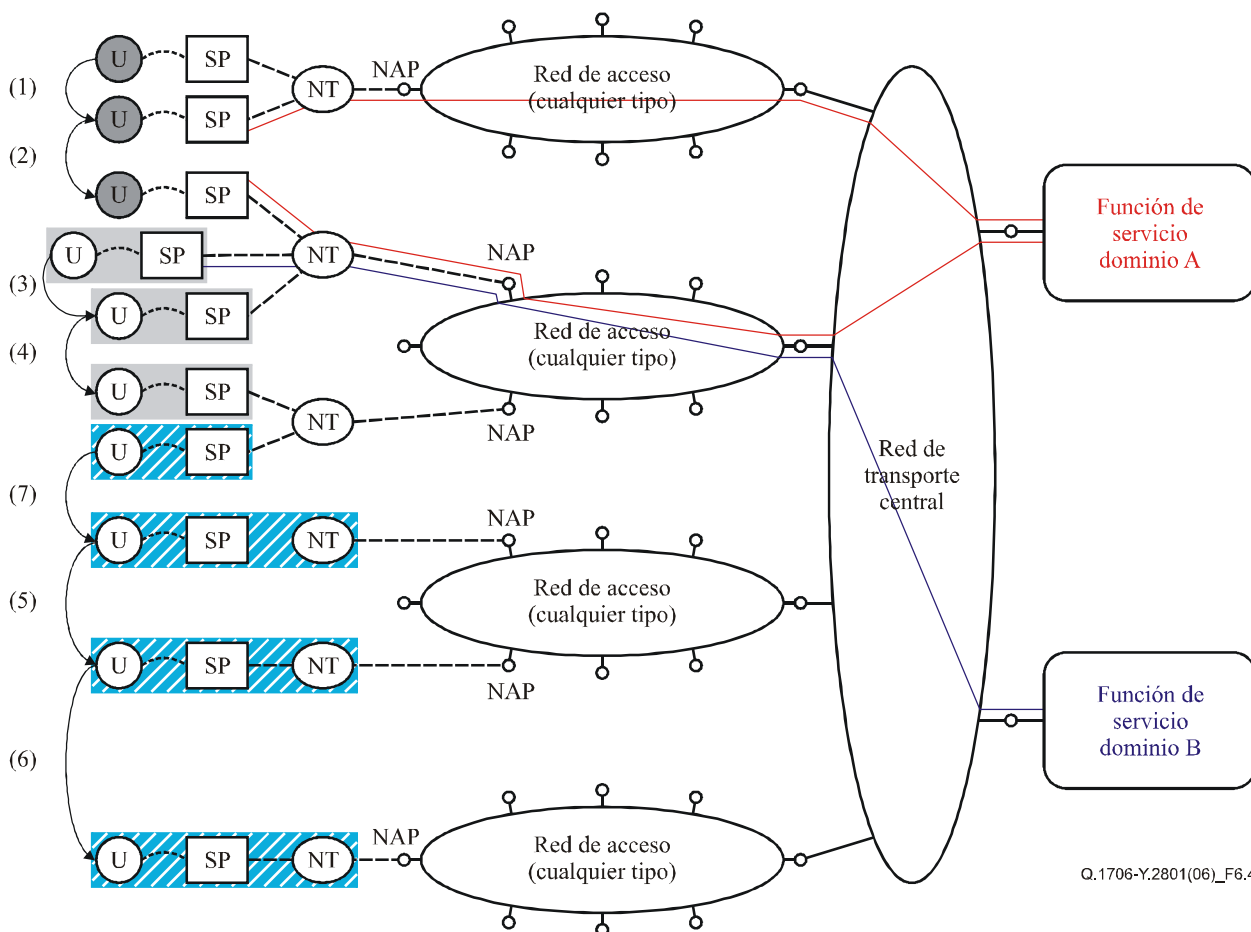 U
SP
NAP
Red de acceso
(cualquier tipo)
(1)
NT
U
SP
(2)
U
SP
Función de
servicio
dominio A
U
SP
NT
NAP
(3)
U
SP
Red de acceso
(cualquier tipo)
(4)
U
SP
NT
NAP
U
SP
Red de
transporte
central
(7)
NAP
U
SP
NT
Red de acceso
(cualquier tipo)
(5)
U
SP
NT
NAP
Función de
servicio
dominio B
(6)
NAP
U
SP
NT
Red de acceso
(cualquier tipo)
Q.1706-Y.2801(06)_F6.4